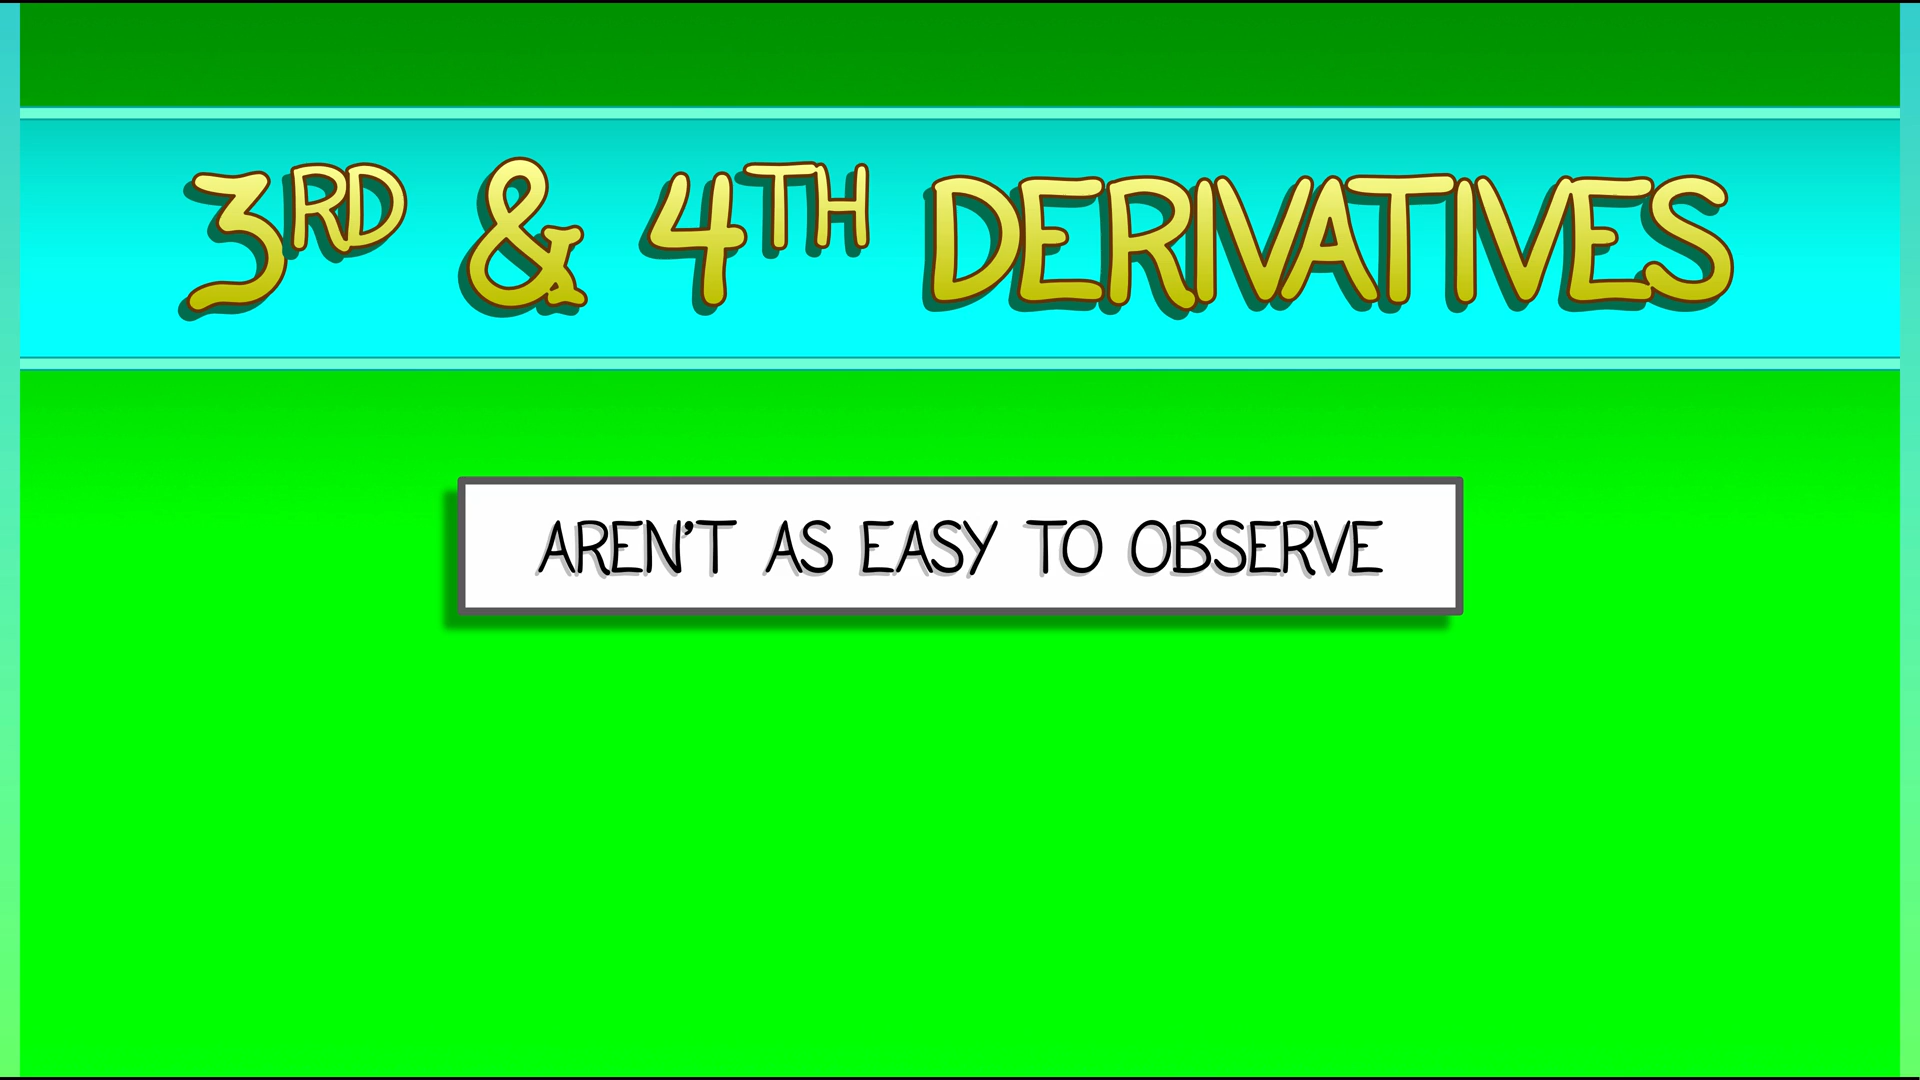 3RD & 4TH DERIVATIVES
AREN'T AS EASY TO OBSERVE